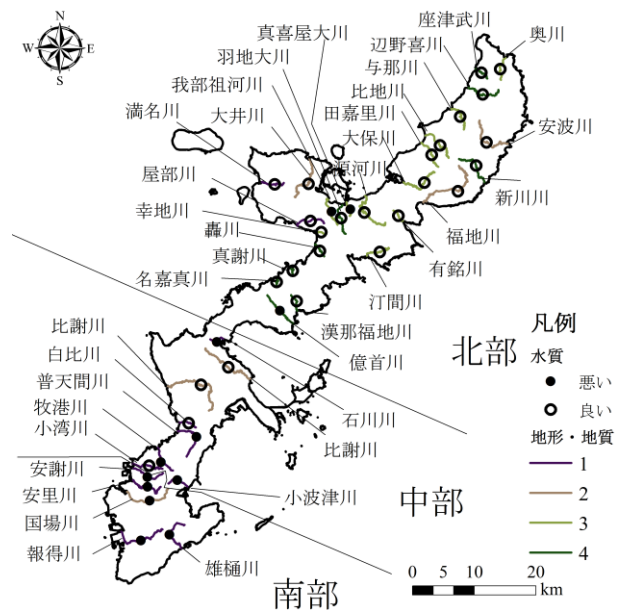 N
W
E
S
座津武川
奥川
辺野喜川
真喜屋大川
与那川
羽地大川
比地川
我部祖河川
田嘉里川
満名川
大井川
大保川
安波川
源河川
屋部川
新川川
幸地川
福地川
轟川
有銘川
真謝川
汀間川
名嘉真川
漢那福地川
比謝川
億首川
白比川
普天間川
石川川
牧港川
比謝川
小湾川
安謝川
小波津川
安里川
国場川
報得川
雄樋川
北部
中部
南部
凡例
水質
悪い
良い
地形・地質
1
2
3
4
0 10 20
km